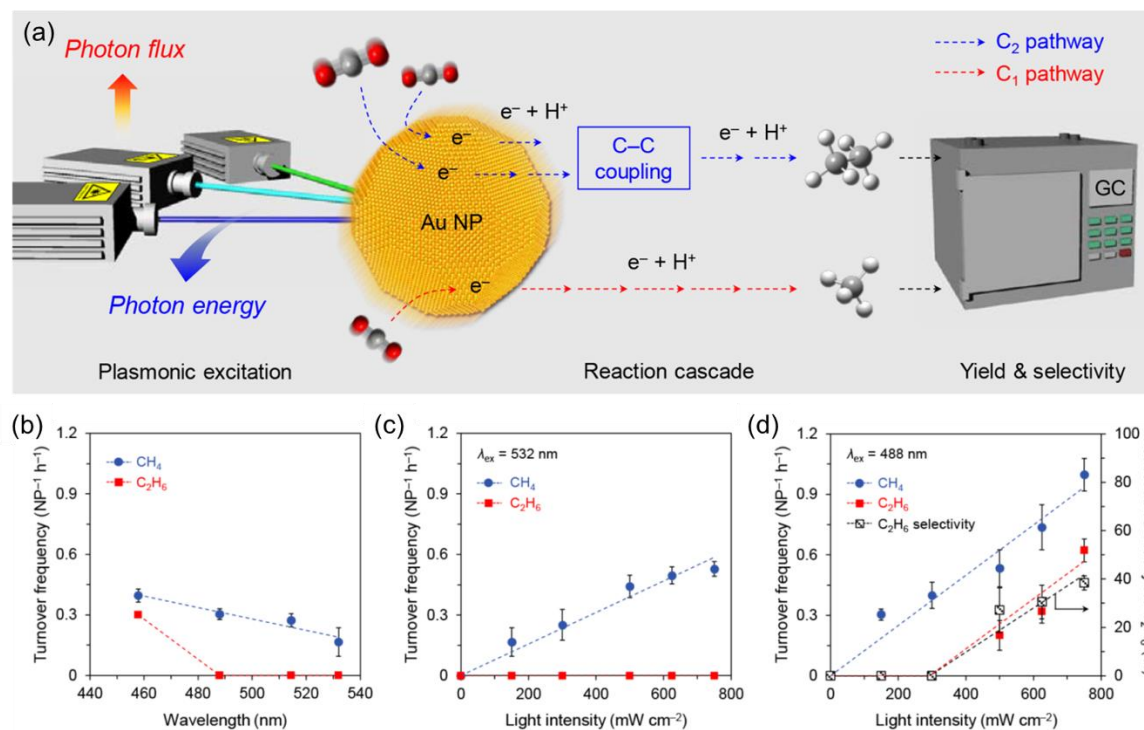 (a)
Photon flux
Photon energy
Plasmonic excitation
e⁻
e⁻
e⁻
Au NP
e⁻ + H⁺
C–C
coupling
e⁻ + H⁺
e⁻ + H⁺
Reaction cascade
C₂ pathway
C₁ pathway
GC
Yield & selectivity
(b)
Turnover frequency (NP⁻¹ h⁻¹)
1.2
0.9
0.6
0.3
0
CH₄
C₂H₆
440 460 480 500 520 540
Wavelength (nm)
(c)
Turnover frequency (NP⁻¹ h⁻¹)
1.2
0.9
0.6
0.3
0
λex = 532 nm
CH₄
C₂H₆
0 200 400 600 800
Light intensity (mW cm⁻²)
(d)
Turnover frequency (NP⁻¹ h⁻¹)
1.2
0.9
0.6
0.3
0
λex = 488 nm
CH₄
C₂H₆
C₂H₆ selectivity
0 200 400 600 800
Light intensity (mW cm⁻²)
100
80
60
40
20
0